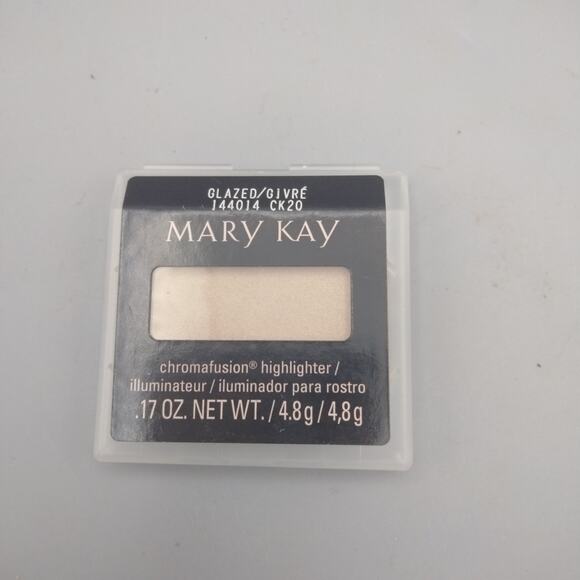 GLAZED/GIVRÉ
144014 CK20
MARY KAY
chromafusion® highlighter /
illuminateur / iluminador para rostro
.17 OZ. NET WT. / 4.8g / 4,8g